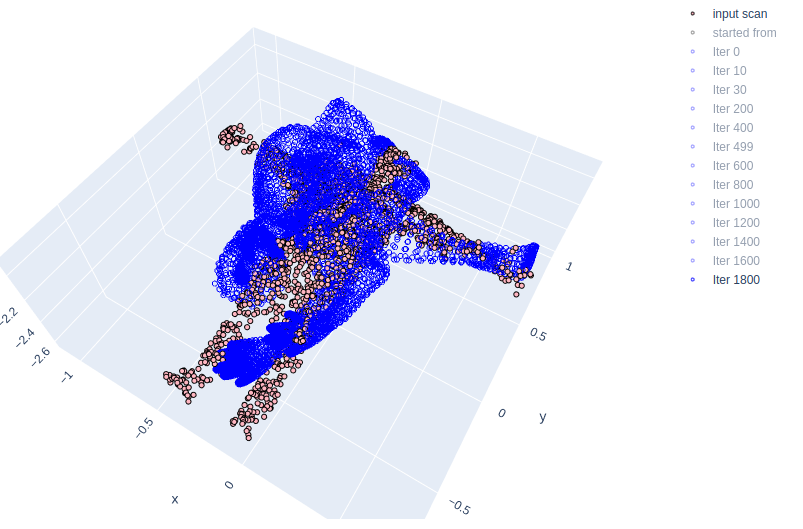 input scan
started from
Iter 0
Iter 10
Iter 30
Iter 200
Iter 400
Iter 499
Iter 600
Iter 800
Iter 1000
Iter 1200
Iter 1400
Iter 1600
Iter 1800
1
0.5
0
−0.5
y
−2.2
−2.4
−2.6
−1
−0.5
0
x